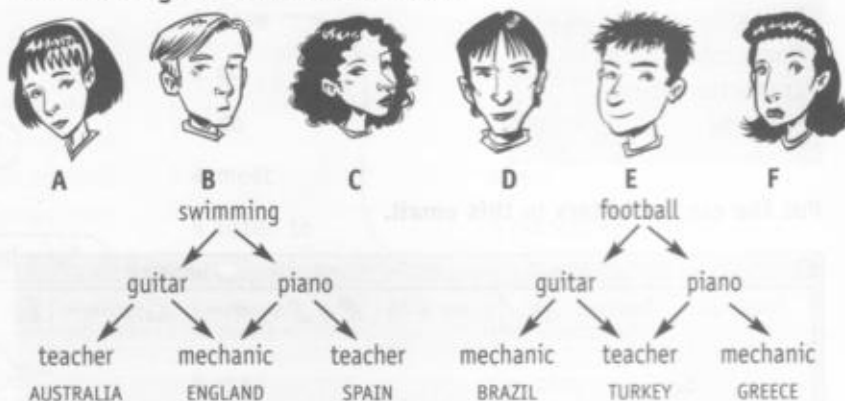 A B C D E F
swimming football
guitar piano guitar piano
teacher mechanic teacher mechanic teacher mechanic
AUSTRALIA ENGLAND SPAIN BRAZIL TURKEY GREECE